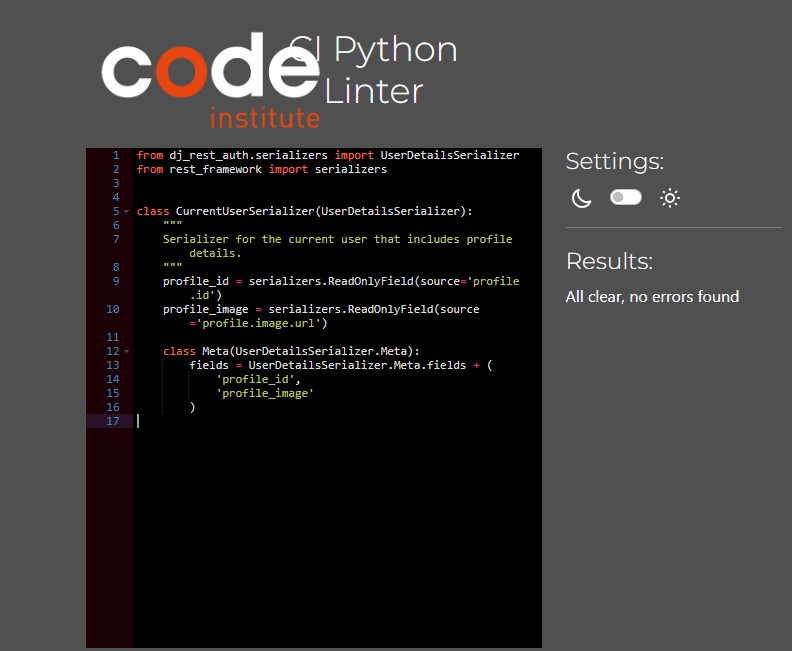 code
institute
CI Python
Linter
1 from dj_rest_auth.serializers import UserDetailsSerializer
2 from rest_framework import serializers
3
4
5 class CurrentUserSerializer(UserDetailsSerializer):
6 """
7 Serializer for the current user that includes profile
details.
8 """
9 profile_id = serializers.ReadOnlyField(source='profile
.id')
10 profile_image = serializers.ReadOnlyField(source
='profile.image.url')
11
12 class Meta(UserDetailsSerializer.Meta):
13 fields = UserDetailsSerializer.Meta.fields + (
14 'profile_id',
15 'profile_image'
16 )
17
Settings:
Results:
All clear, no errors found